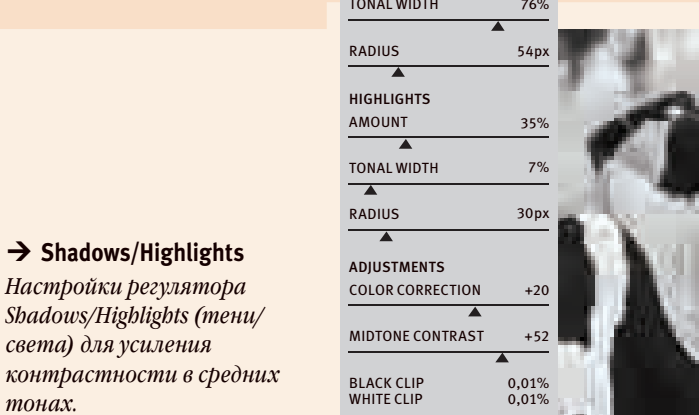 TONAL WIDTH 76%
RADIUS 54px
HIGHLIGHTS
AMOUNT 35%
TONAL WIDTH 7%
RADIUS 30px
ADJUSTMENTS
COLOR CORRECTION +20
MIDTONE CONTRAST +52
BLACK CLIP 0,01%
WHITE CLIP 0,01%
→ Shadows/Highlights
Настройки регулятора
Shadows/Highlights (тени/
света) для усиления
контрастности в средних
тонах.